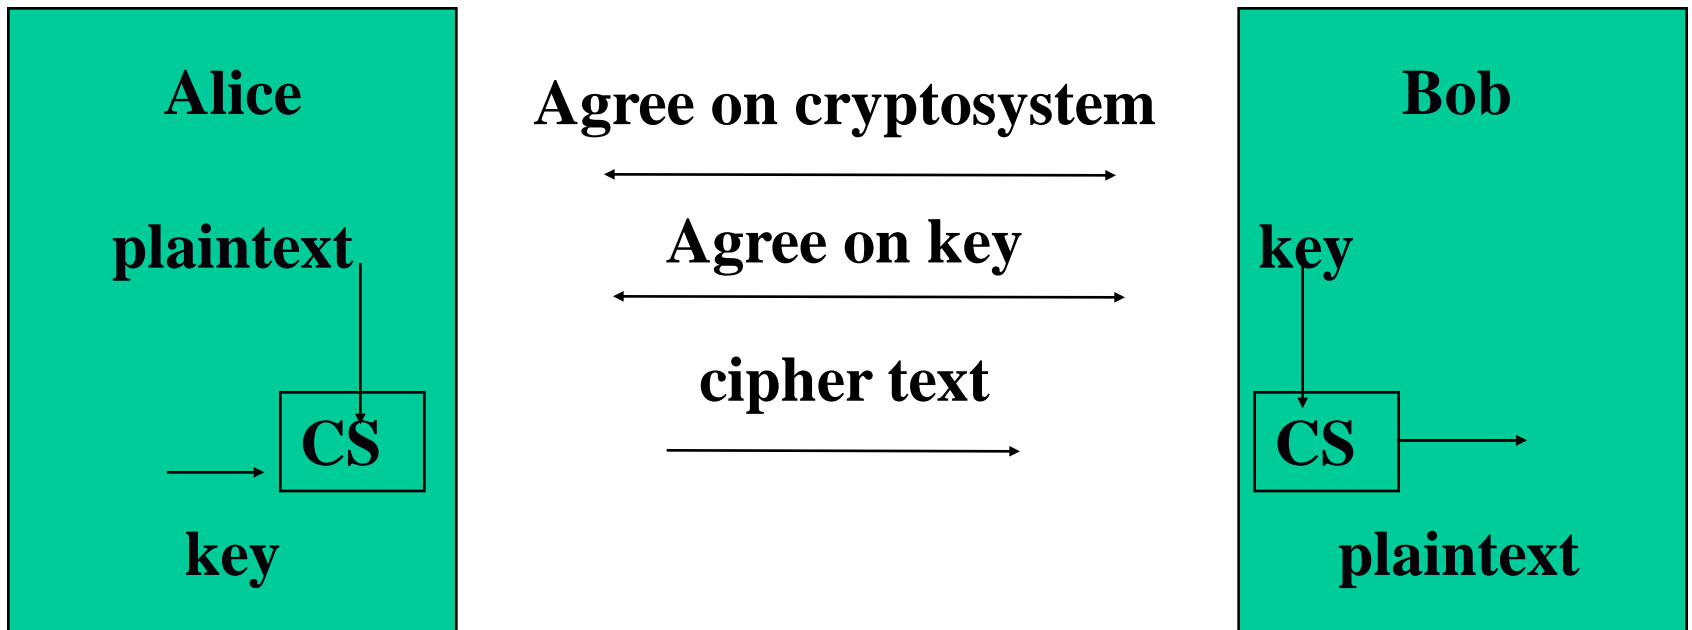 Alice
Agree on cryptosystem
Bob
plaintext
Agree on key
key
cipher text
CS
CS
key
plaintext